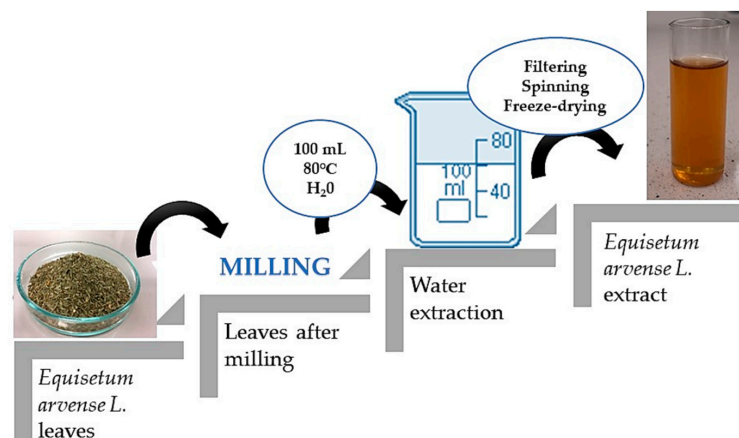 Filtering
Spinning
Freeze-drying
100 mL
80°C
H₂0
80
100
ml
40
MILLING
Equisetum
arvense L.
extract
Water
extraction
Leaves after
milling
Equisetum
arvense L.
leaves